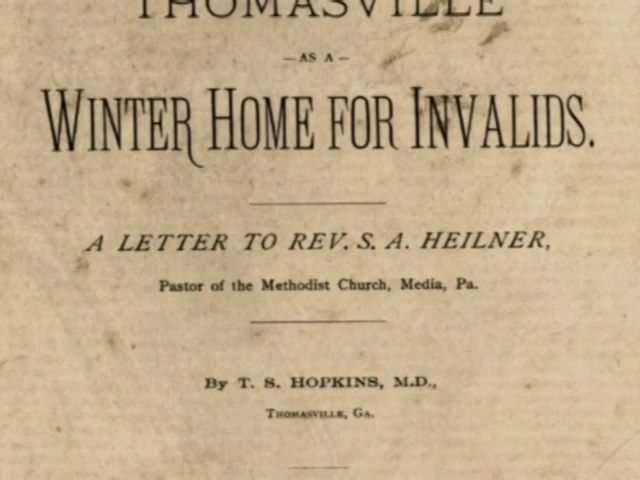 THOMASVILLE
— AS A —
WINTER HOME FOR INVALIDS.
A LETTER TO REV. S. A. HEILNER,
Pastor of the Methodist Church, Media, Pa.
By T. S. HOPKINS, M.D.,
THOMASVILLE, GA.